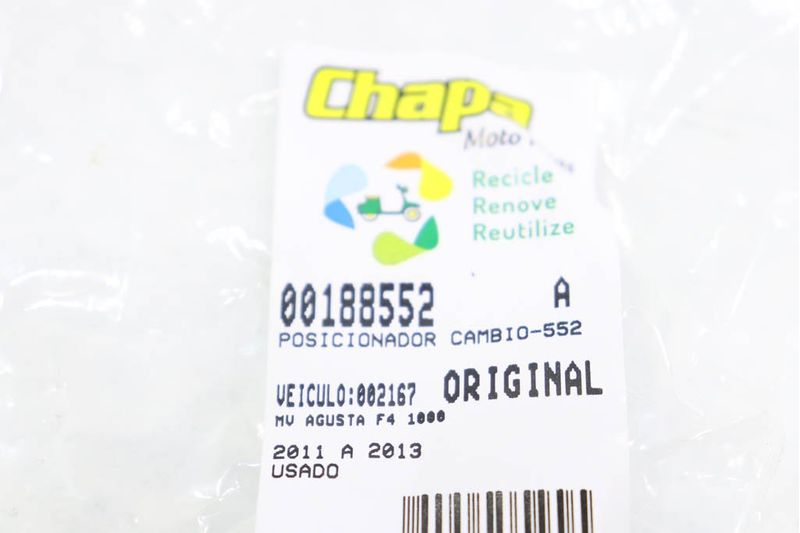 Chapa
Moto
Recicle
Renove
Reutilize
00188552 A
POSICIONADOR CAMBIO-552
VEICULO:002167 ORIGINAL
MV AGUSTA F4 1000
2011 A 2013
USADO